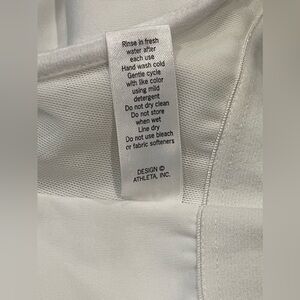 Rinse in fresh
water after
each use
Hand wash cold
Gentle cycle
with like color
using mild
detergent
Do not dry clean
Do not store
when wet
Line dry
Do not use bleach
or fabric softeners
DESIGN ©
ATHLETA, INC.